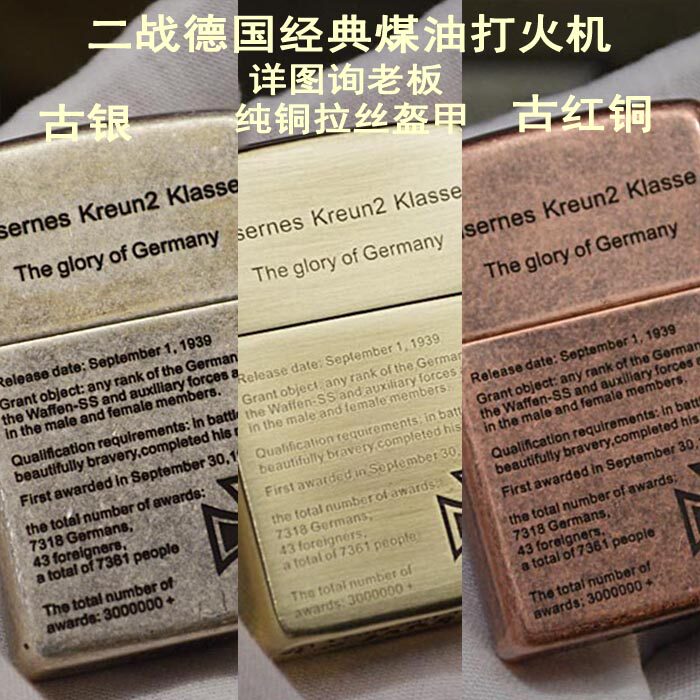 二战德国经典煤油打火机
详图询老板
古银
纯铜拉丝盔甲
古红铜
sernes Kreun2 Klasse
The glory of Germany
Release date: September 1, 1939
Grant object: any rank of the German
the Waffen-SS and auxiliary forces a
in the male and female members.
Qualification requirements: in battl
beautifully bravery,completed his
First awarded in September 30, 1
the total number of awards:
7318 Germans,
43 foreigners,
a total of 7361 people
The total number of
awards: 3000000 +
sernes Kreun2 Klasse
The glory of Germany
Release date: September 1, 1939
Grant object: any rank of the German
the Waffen-SS and auxiliary forces
in the male and female members.
Qualification requirements: in batt
beautifully bravery,completed his
First awarded in September 30,
the total number of awards:
7318 Germans,
43 foreigners,
a total of 7361 people
The total number of
awards: 3000000 +
sernes Kreun2 Klasse
The glory of Germany
Release date: September 1, 1939
Grant object: any rank of the German
the Waffen-SS and auxiliary forces a
in the male and female members.
Qualification requirements: in battl
beautifully bravery,completed his
First awarded in September 30
the total number of awards:
7318 Germans,
43 foreigners,
a total of 7361 people
The total number of
awards: 3000000 +